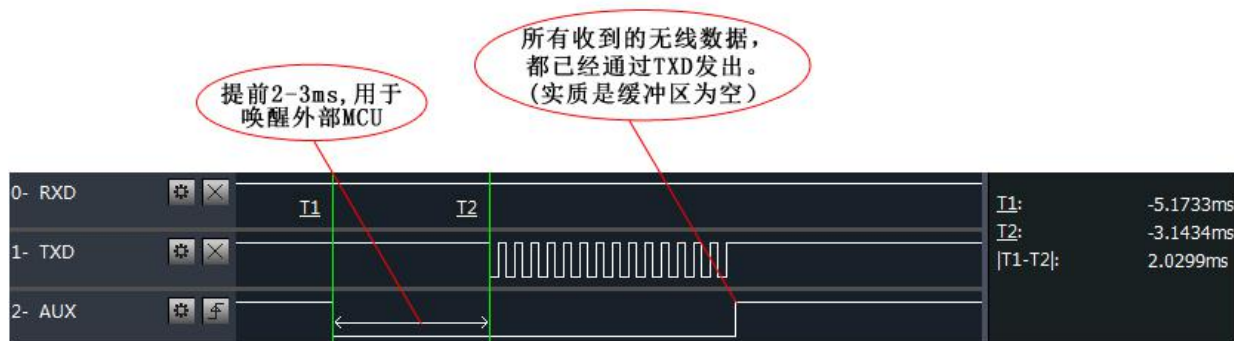 所有收到的无线数据，
都已经通过TXD发出。
(实质是缓冲区为空）
提前2-3ms,用于
唤醒外部MCU
0- RXD
T1
T2
1- TXD
2- AUX
T1: -5.1733ms
T2: -3.1434ms
|T1-T2|: 2.0299ms